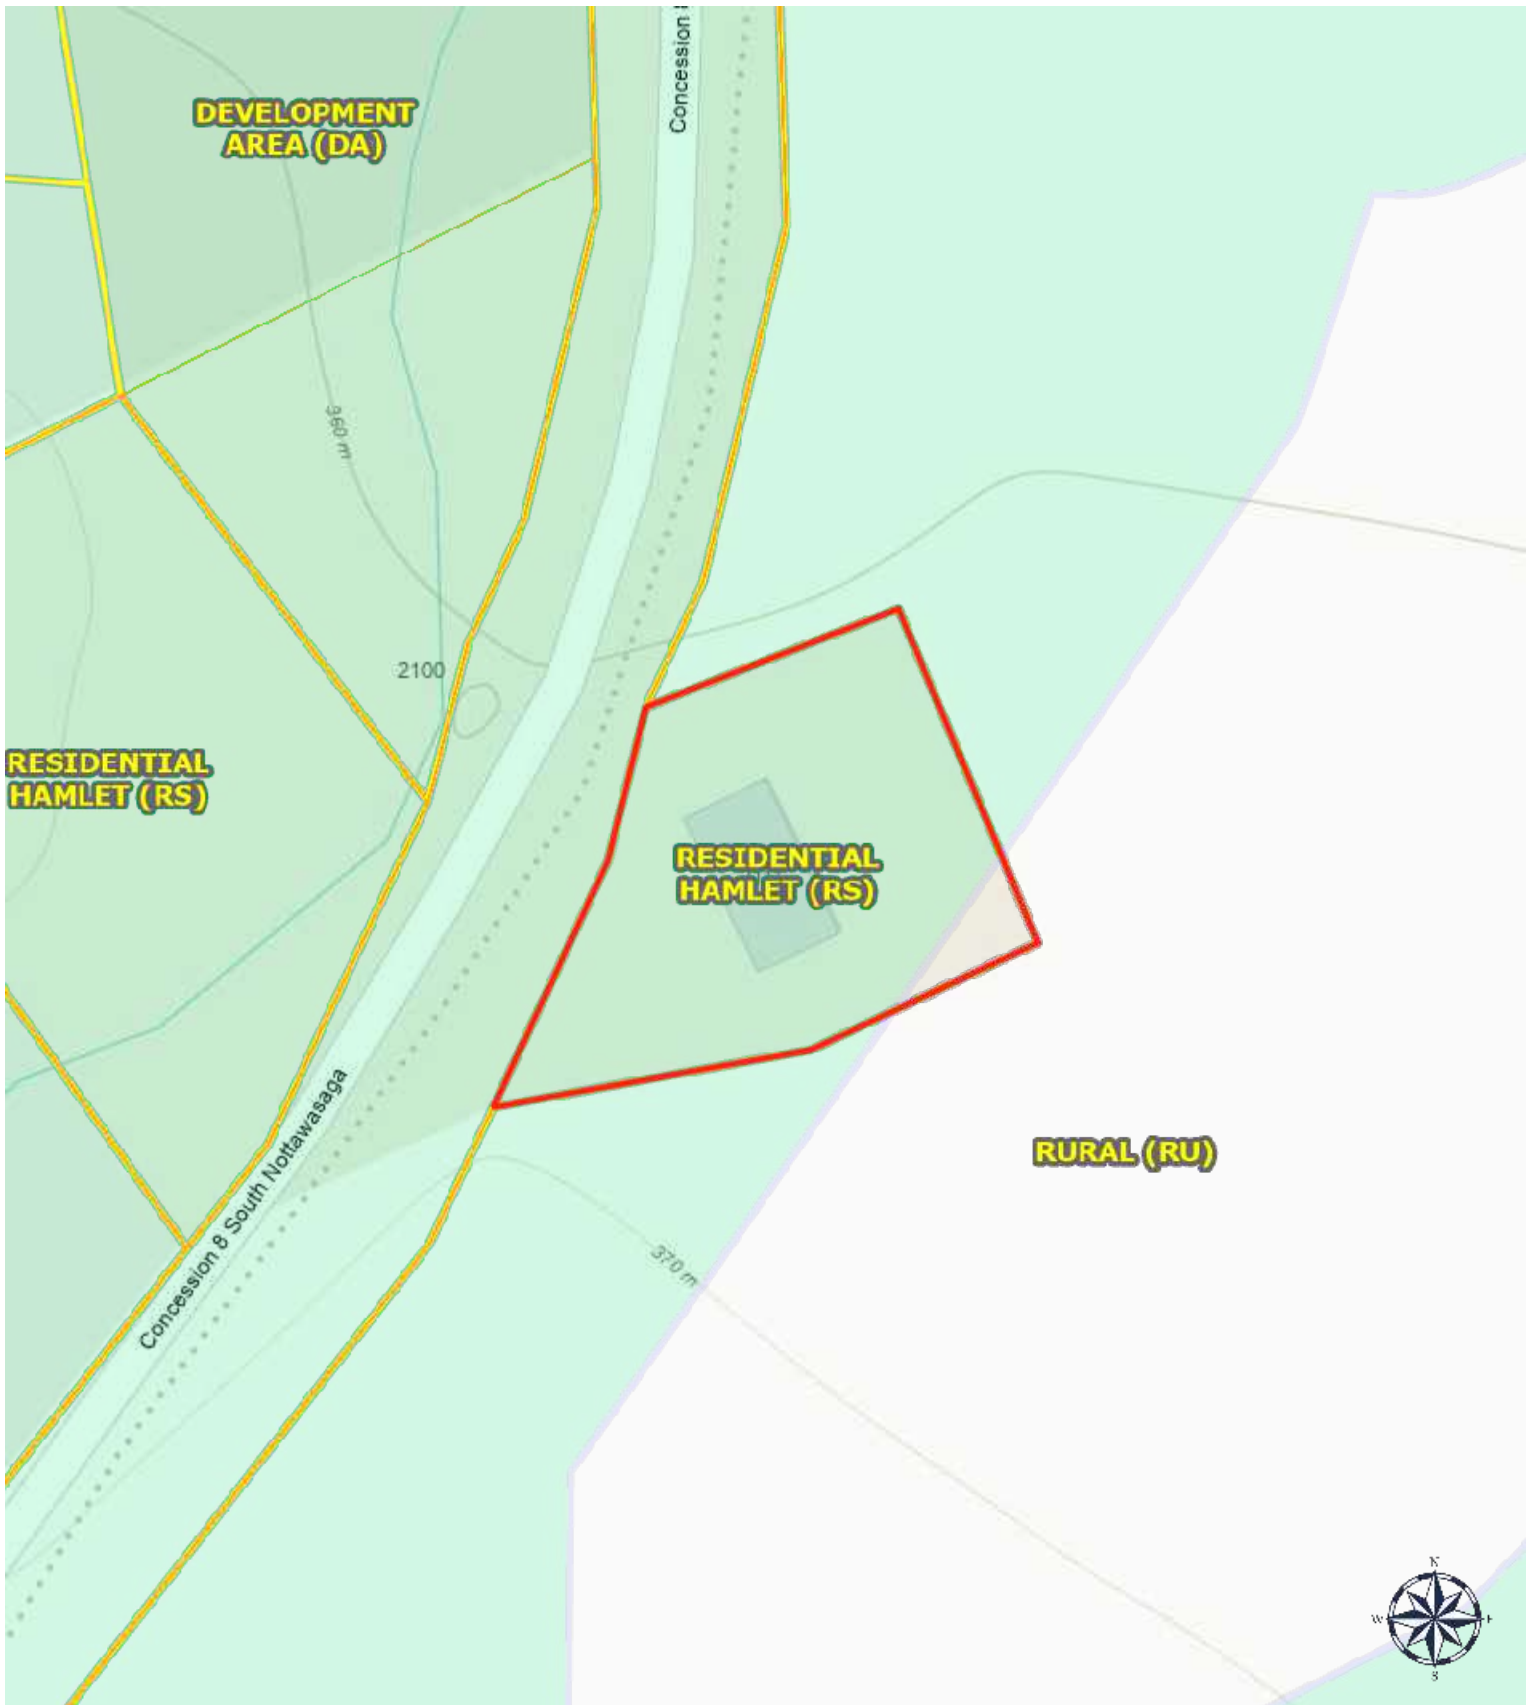 Concession
DEVELOPMENT
AREA (DA)
360 m
2100
RESIDENTIAL
HAMLET (RS)
RESIDENTIAL
HAMLET (RS)
Concession 8 South Nottawasaga
RURAL (RU)
370 m
N
W
E
S